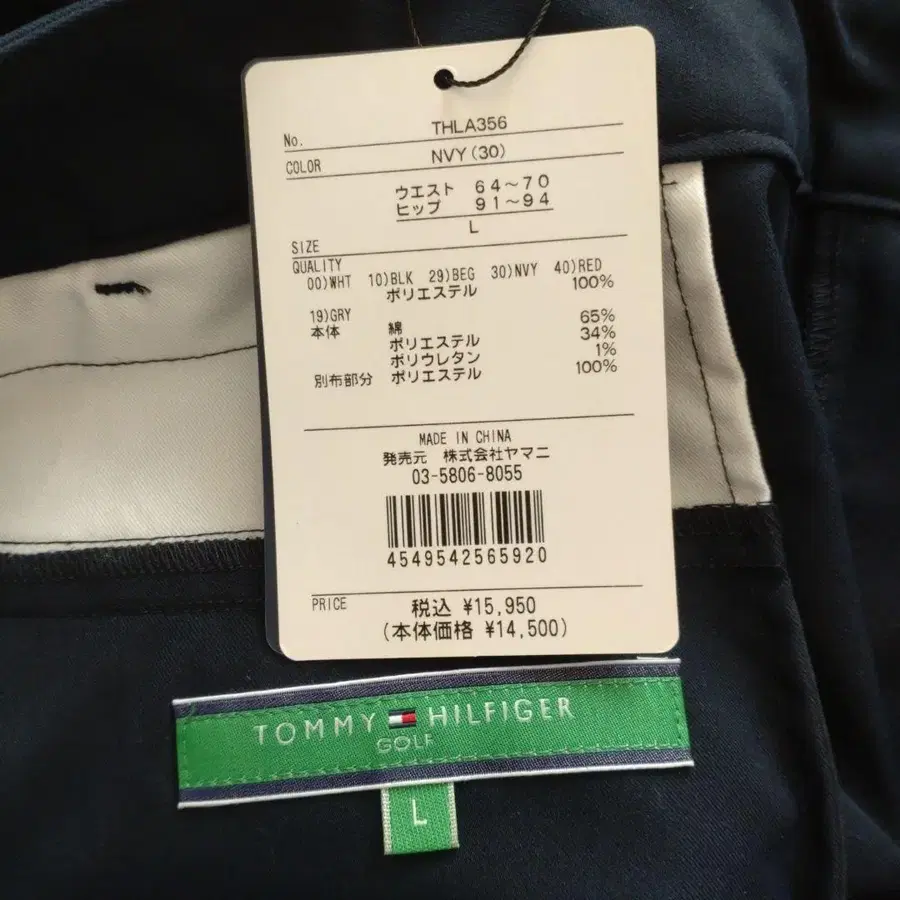 No. THLA356
COLOR NVY(30)
ウエスト 64～70
ヒップ 91～94
SIZE L
QUALITY
00)WHT 10)BLK 29)BEG 30)NVY 40)RED
ポリエステル 100%
19)GRY
本体 綿 65%
ポリエステル 34%
ポリウレタン 1%
別布部分 ポリエステル 100%
MADE IN CHINA
発売元 株式会社ヤマニ
03-5806-8055
4549542565920
PRICE 税込 ¥15,950
(本体価格 ¥14,500)
TOMMY HILFIGER
GOLF
L